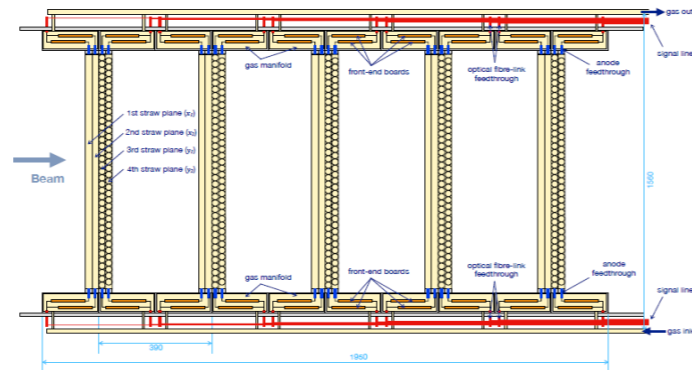 gas out
signal line
gas manifold
front-end boards
optical fibre-link
feedthrough
anode
feedthrough
1st straw plane (x₁)
2nd straw plane (x₂)
3rd straw plane (y₁)
4th straw plane (y₂)
Beam
1560
gas manifold
front-end boards
optical fibre-link
feedthrough
anode
feedthrough
signal line
gas inlet
390
1950